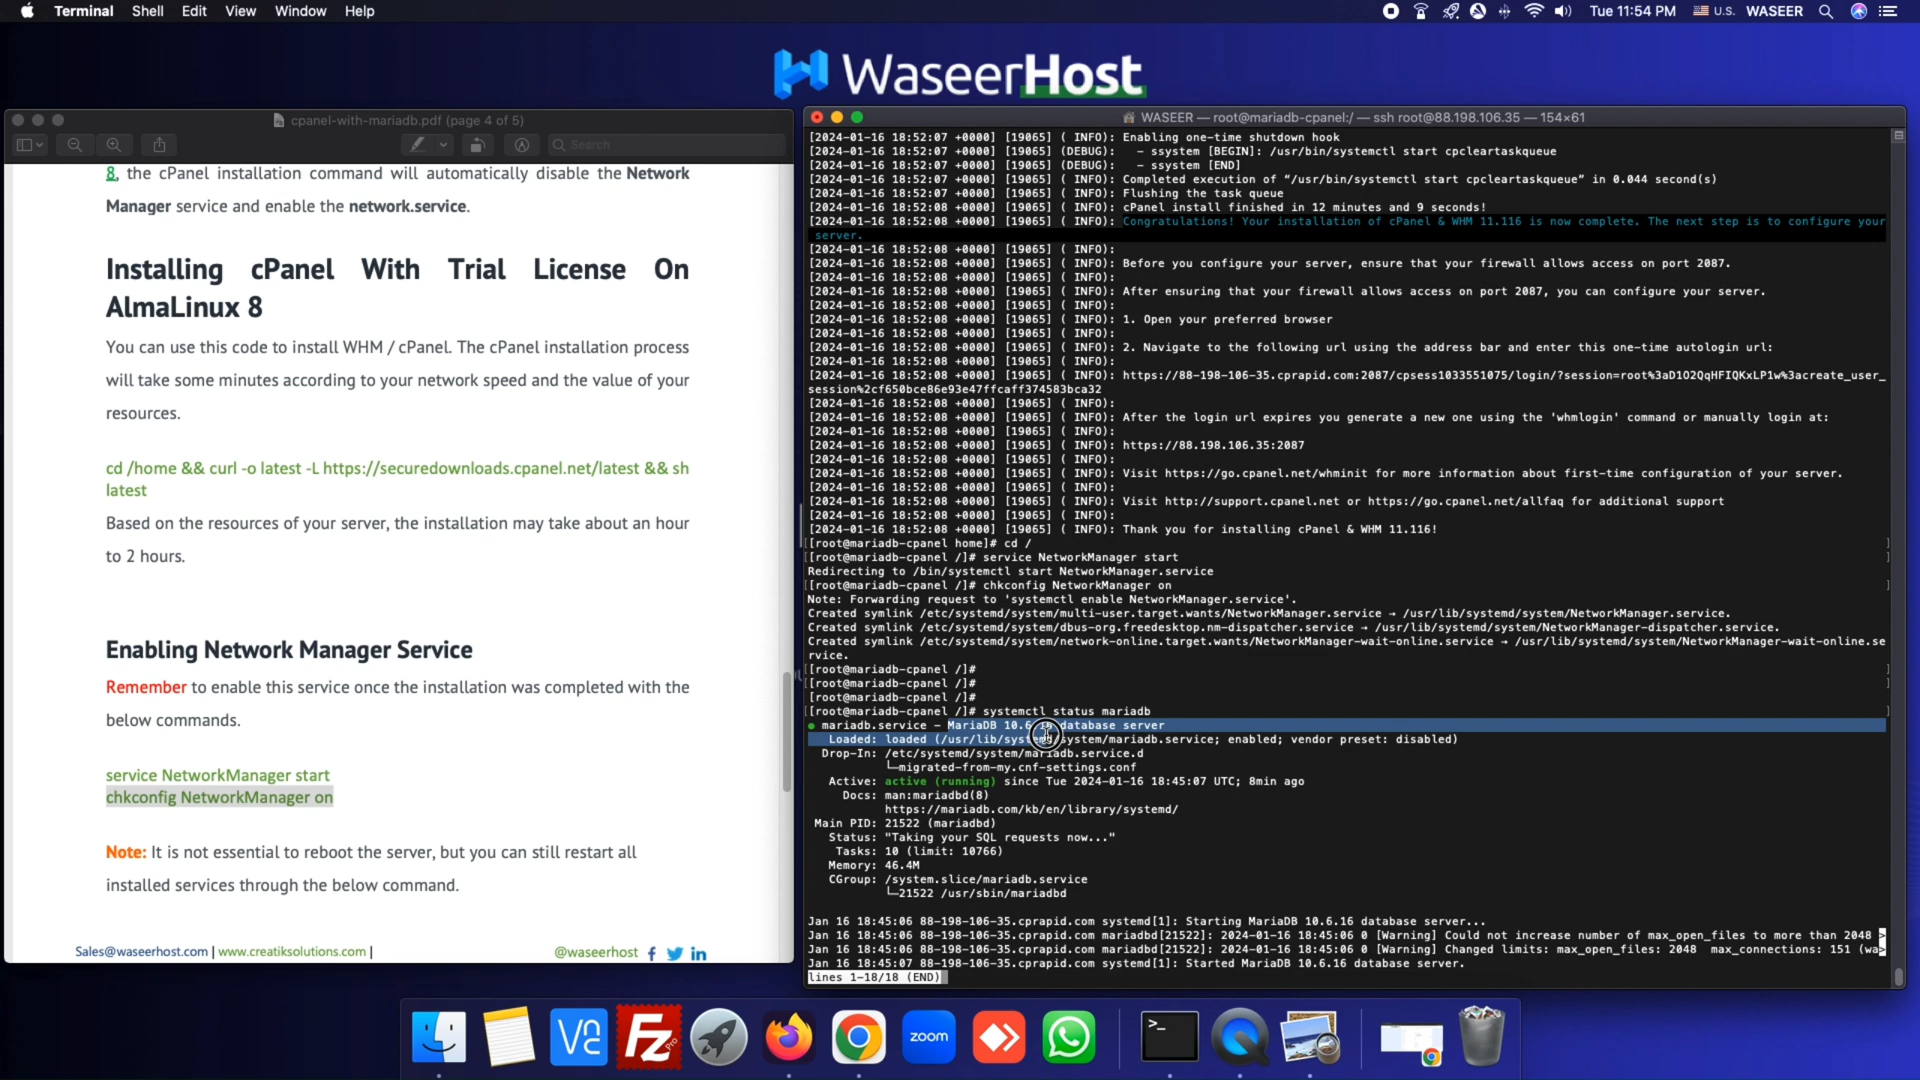 Terminal Shell Edit View Window Help
Tue 11:54 PM U.S. WASEER
WaseerHost
cpanel-with-mariadb.pdf (page 4 of 5)
Search
8, the cPanel installation command will automatically disable the Network
Manager service and enable the network.service.
Installing cPanel With Trial License On
AlmaLinux 8
You can use this code to install WHM / cPanel. The cPanel installation process
will take some minutes according to your network speed and the value of your
resources.
cd /home && curl -o latest -L https://securedownloads.cpanel.net/latest && sh
latest
Based on the resources of your server, the installation may take about an hour
to 2 hours.
Enabling Network Manager Service
Remember to enable this service once the installation was completed with the
below commands.
service NetworkManager start
chkconfig NetworkManager on
Note: It is not essential to reboot the server, but you can still restart all
installed services through the below command.
Sales@waseerhost.com | www.creatiksolutions.com |
@waseerhost
WASEER — root@mariadb-cpanel:/ — ssh root@88.198.106.35 — 154×61
[2024-01-16 18:52:07 +0000] [19065] ( INFO): Enabling one-time shutdown hook
[2024-01-16 18:52:07 +0000] [19065] (DEBUG):   - ssystem [BEGIN]: /usr/bin/systemctl start cpcleartaskqueue
[2024-01-16 18:52:07 +0000] [19065] (DEBUG):   - ssystem [END]
[2024-01-16 18:52:07 +0000] [19065] ( INFO): Completed execution of “/usr/bin/systemctl start cpcleartaskqueue” in 0.044 second(s)
[2024-01-16 18:52:07 +0000] [19065] ( INFO): Flushing the task queue
[2024-01-16 18:52:07 +0000] [19065] ( INFO): cPanel install finished in 12 minutes and 9 seconds!
[2024-01-16 18:52:07 +0000] [19065] ( INFO): Congratulations! Your installation of cPanel & WHM 11.116 is now complete. The next step is to configure your
server.
[2024-01-16 18:52:08 +0000] [19065] ( INFO):
[2024-01-16 18:52:08 +0000] [19065] ( INFO): Before you configure your server, ensure that your firewall allows access on port 2087.
[2024-01-16 18:52:08 +0000] [19065] ( INFO):
[2024-01-16 18:52:08 +0000] [19065] ( INFO): After ensuring that your firewall allows access on port 2087, you can configure your server.
[2024-01-16 18:52:08 +0000] [19065] ( INFO):
[2024-01-16 18:52:08 +0000] [19065] ( INFO): 1. Open your preferred browser
[2024-01-16 18:52:08 +0000] [19065] ( INFO):
[2024-01-16 18:52:08 +0000] [19065] ( INFO): 2. Navigate to the following url using the address bar and enter this one-time autologin url:
[2024-01-16 18:52:08 +0000] [19065] ( INFO):
[2024-01-16 18:52:08 +0000] [19065] ( INFO): https://88-198-106-35.cprapid.com:2087/cpsess1033551075/login/?session=root%3aD1O2QqHFIQKxLP1w%3acreate_user_
session%2cf650bce86e93e47ffcaff374583bca32
[2024-01-16 18:52:08 +0000] [19065] ( INFO):
[2024-01-16 18:52:08 +0000] [19065] ( INFO): After the login url expires you generate a new one using the 'whmlogin' command or manually login at:
[2024-01-16 18:52:08 +0000] [19065] ( INFO):
[2024-01-16 18:52:08 +0000] [19065] ( INFO): https://88.198.106.35:2087
[2024-01-16 18:52:08 +0000] [19065] ( INFO):
[2024-01-16 18:52:08 +0000] [19065] ( INFO): Visit https://go.cpanel.net/whminit for more information about first-time configuration of your server.
[2024-01-16 18:52:08 +0000] [19065] ( INFO):
[2024-01-16 18:52:08 +0000] [19065] ( INFO): Visit http://support.cpanel.net or https://go.cpanel.net/allfaq for additional support
[2024-01-16 18:52:08 +0000] [19065] ( INFO):
[2024-01-16 18:52:08 +0000] [19065] ( INFO): Thank you for installing cPanel & WHM 11.116!
[[root@mariadb-cpanel home]# cd / ]
[[root@mariadb-cpanel /]# service NetworkManager start ]
Redirecting to /bin/systemctl start NetworkManager.service
[[root@mariadb-cpanel /]# chkconfig NetworkManager on ]
Note: Forwarding request to 'systemctl enable NetworkManager.service'.
Created symlink /etc/systemd/system/multi-user.target.wants/NetworkManager.service → /usr/lib/systemd/system/NetworkManager.service.
Created symlink /etc/systemd/system/dbus-org.freedesktop.nm-dispatcher.service → /usr/lib/systemd/system/NetworkManager-dispatcher.service.
Created symlink /etc/systemd/system/network-online.target.wants/NetworkManager-wait-online.service → /usr/lib/systemd/system/NetworkManager-wait-online.se
rvice.
[[root@mariadb-cpanel /]# ]
[[root@mariadb-cpanel /]# ]
[[root@mariadb-cpanel /]# ]
[[root@mariadb-cpanel /]# systemctl status mariadb ]
● mariadb.service - MariaDB 10.6.16 database server
Loaded: loaded (/usr/lib/systemd/system/mariadb.service; enabled; vendor preset: disabled)
Drop-In: /etc/systemd/system/mariadb.service.d
└─migrated-from-my.cnf-settings.conf
Active: active (running) since Tue 2024-01-16 18:45:07 UTC; 8min ago
Docs: man:mariadbd(8)
https://mariadb.com/kb/en/library/systemd/
Main PID: 21522 (mariadbd)
Status: "Taking your SQL requests now..."
Tasks: 10 (limit: 10766)
Memory: 46.4M
CGroup: /system.slice/mariadb.service
└─21522 /usr/sbin/mariadbd
Jan 16 18:45:06 88-198-106-35.cprapid.com systemd[1]: Starting MariaDB 10.6.16 database server...
Jan 16 18:45:06 88-198-106-35.cprapid.com mariadbd[21522]: 2024-01-16 18:45:06 0 [Warning] Could not increase number of max_open_files to more than 2048 >
Jan 16 18:45:06 88-198-106-35.cprapid.com mariadbd[21522]: 2024-01-16 18:45:06 0 [Warning] Changed limits: max_open_files: 2048  max_connections: 151 (wa>
Jan 16 18:45:07 88-198-106-35.cprapid.com systemd[1]: Started MariaDB 10.6.16 database server.
lines 1-18/18 (END)
zoom